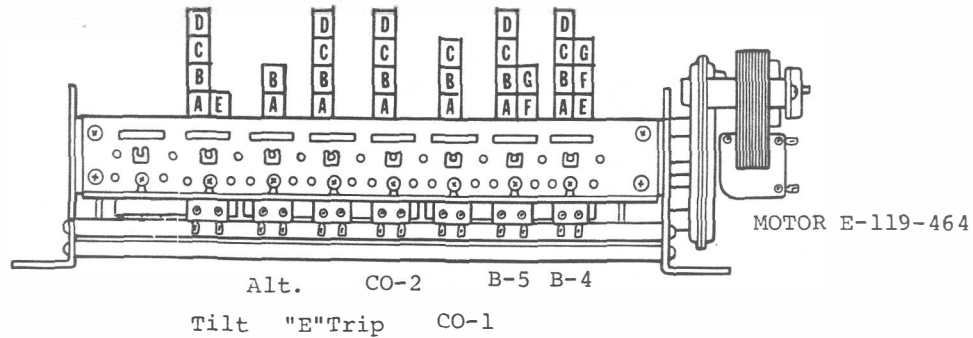 D D D D D
C C C C C C G
B B B B B B G B F
A E A A A A A F A E
MOTOR E-119-464
Alt. CO-2 B-5 B-4
Tilt "E"Trip CO-1